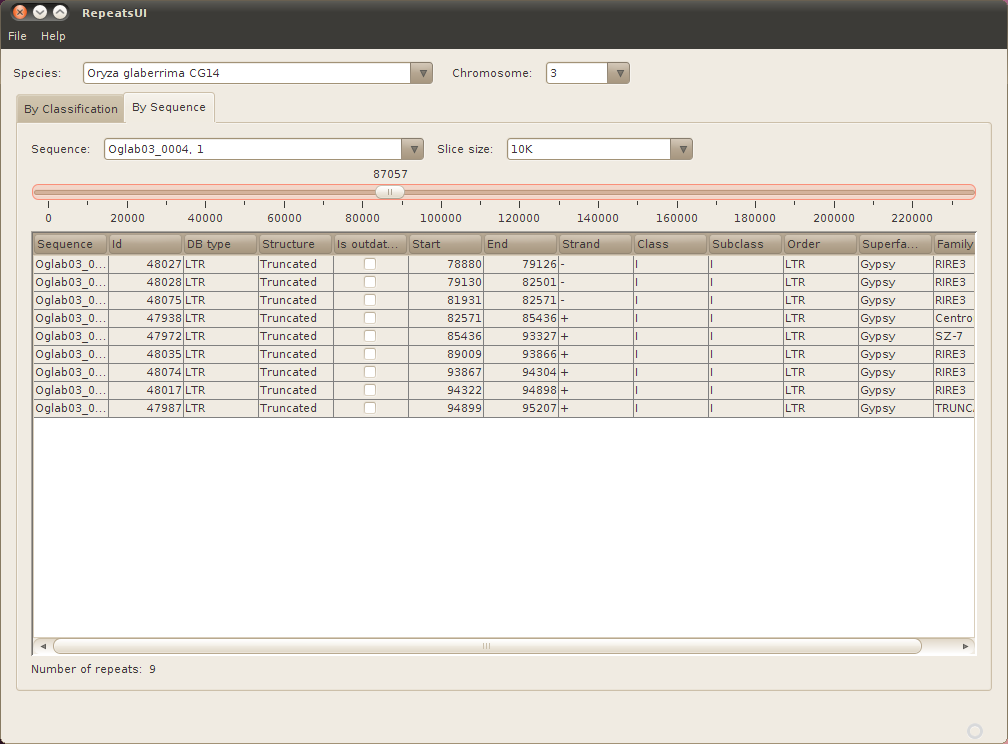 RepeatsUI
File Help
Species: Oryza glaberrima CG14 Chromosome: 3
By Classification By Sequence
Sequence: Oglab03_0004, 1 Slice size: 10K
87057
0 20000 40000 60000 80000 100000 120000 140000 160000 180000 200000 220000
Sequence Id DB type Structure Is outdat... Start End Strand Class Subclass Order Superfa... Family
Oglab03_0... 48027 LTR Truncated 78880 79126 - I I LTR Gypsy RIRE3
Oglab03_0... 48028 LTR Truncated 79130 82501 - I I LTR Gypsy RIRE3
Oglab03_0... 48075 LTR Truncated 81931 82571 - I I LTR Gypsy RIRE3
Oglab03_0... 47938 LTR Truncated 82571 85436 + I I LTR Gypsy Centro
Oglab03_0... 47972 LTR Truncated 85436 93327 + I I LTR Gypsy SZ-7
Oglab03_0... 48035 LTR Truncated 89009 93866 + I I LTR Gypsy RIRE3
Oglab03_0... 48074 LTR Truncated 93867 94304 + I I LTR Gypsy RIRE3
Oglab03_0... 48017 LTR Truncated 94322 94898 + I I LTR Gypsy RIRE3
Oglab03_0... 47987 LTR Truncated 94899 95207 + I I LTR Gypsy TRUNC
Number of repeats: 9